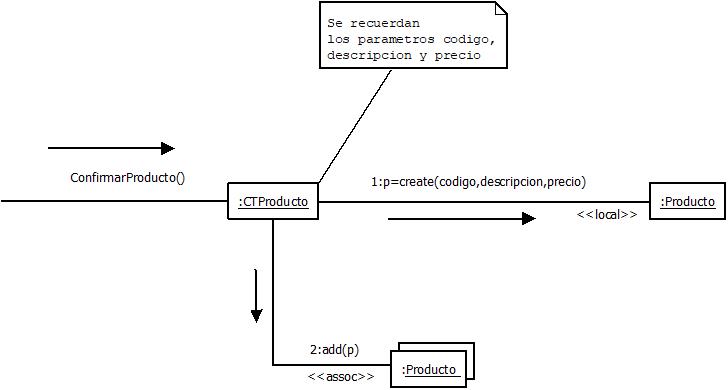 Se recuerdan
los parametros codigo,
descripcion y precio
ConfirmarProducto()
:CTProducto
1:p=create(codigo,descripcion,precio)
<<local>>
:Producto
2:add(p)
<<assoc>>
:Producto